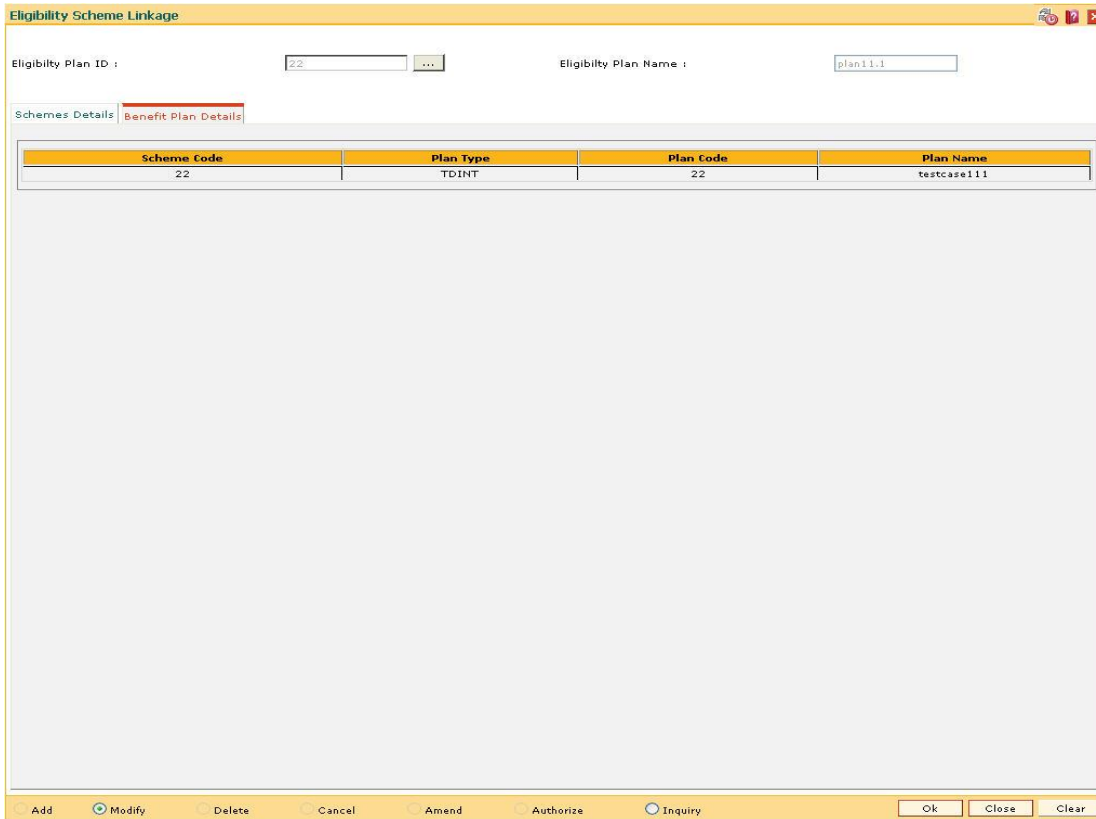 Eligibility Scheme Linkage
Eligibilty Plan ID : 22 ... Eligibilty Plan Name : plan11.1
Schemes Details Benefit Plan Details
Scheme Code Plan Type Plan Code Plan Name
22 TDINT 22 testcase111
Add Modify Delete Cancel Amend Authorize Inquiry Ok Close Clear